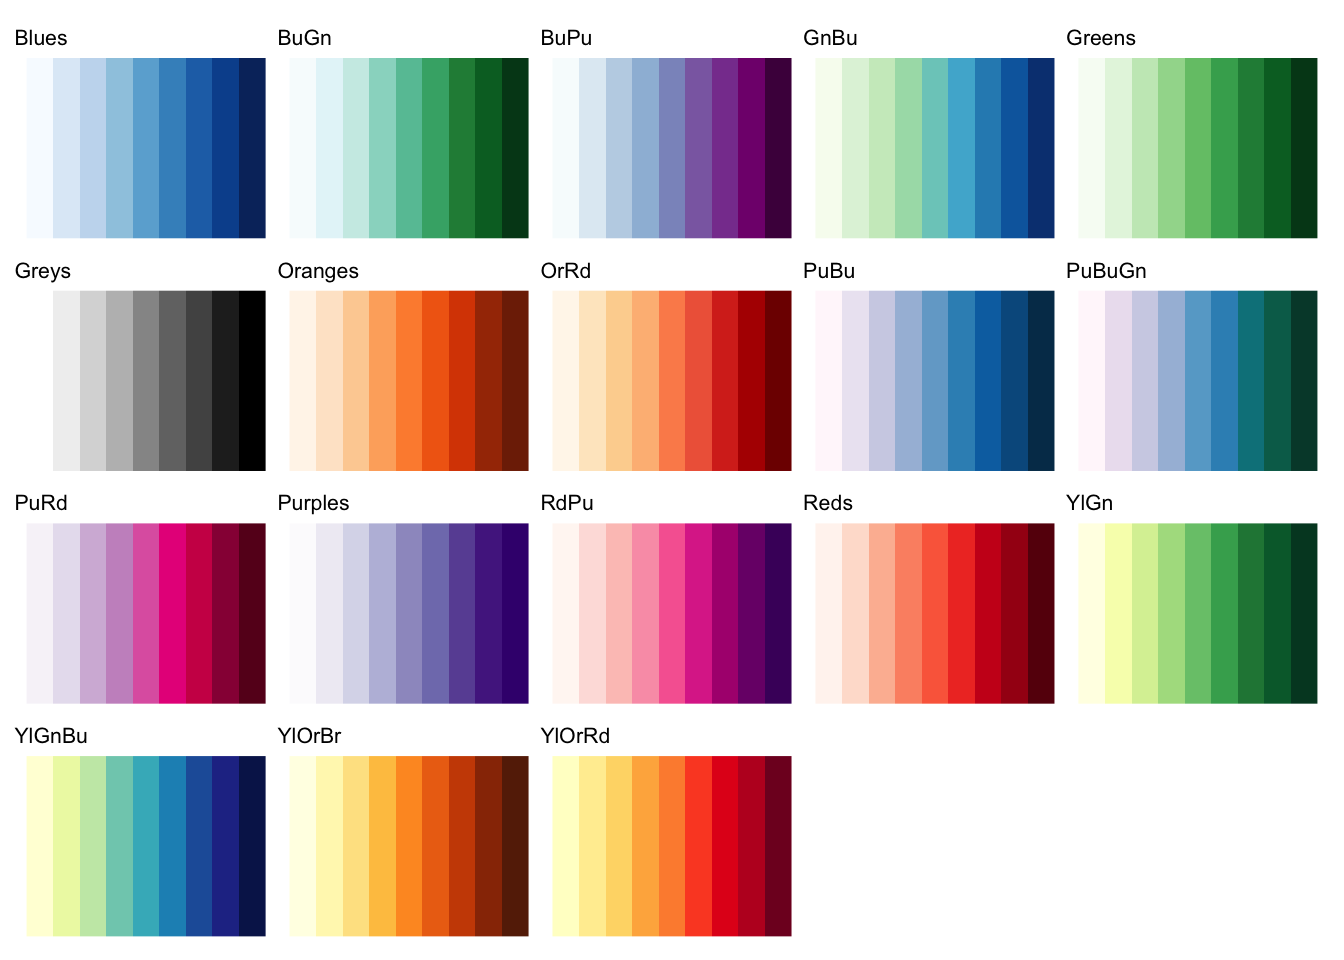 Blues
BuGn
BuPu
GnBu
Greens
Greys
Oranges
OrRd
PuBu
PuBuGn
PuRd
Purples
RdPu
Reds
YlGn
YlGnBu
YlOrBr
YlOrRd